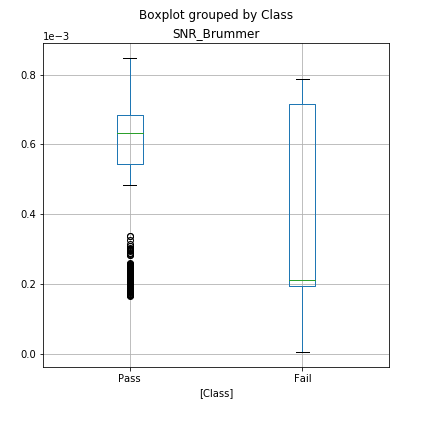 Boxplot grouped by Class
SNR_Brummer
1e−3
0.8
0.6
0.4
0.2
0.0
Pass Fail
[Class]